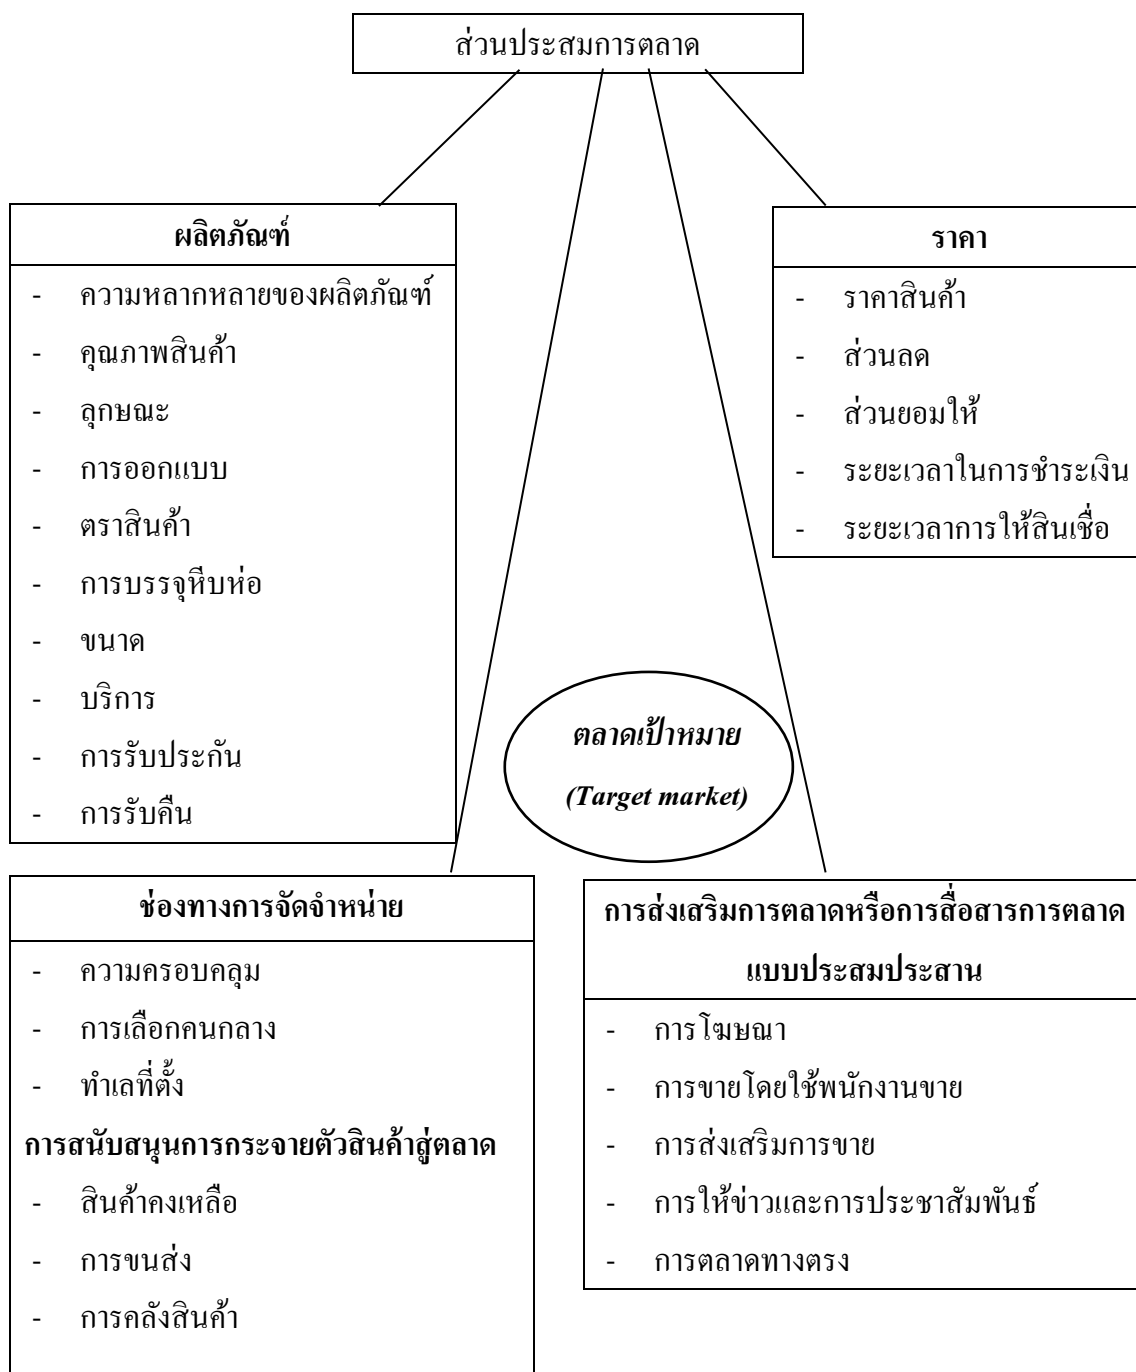 ส่วนประสมการตลาด
ผลิตภัณฑ์
- ความหลากหลายของผลิตภัณฑ์
- คุณภาพสินค้า
- ลุกษณะ
- การออกแบบ
- ตราสินค้า
- การบรรจุหีบห่อ
- ขนาด
- บริการ
- การรับประกัน
- การรับคืน
ราคา
- ราคาสินค้า
- ส่วนลด
- ส่วนยอมให้
- ระยะเวลาในการชำระเงิน
- ระยะเวลาการให้สินเชื่อ
ตลาดเป้าหมาย
(Target market)
ช่องทางการจัดจำหน่าย
- ความครอบคลุม
- การเลือกคนกลาง
- ทำเลที่ตั้ง
การสนับสนุนการกระจายตัวสินค้าสู่ตลาด
- สินค้าคงเหลือ
- การขนส่ง
- การคลังสินค้า
การส่งเสริมการตลาดหรือการสื่อสารการตลาด
แบบประสมประสาน
- การโฆษณา
- การขายโดยใช้พนักงานขาย
- การส่งเสริมการขาย
- การให้ข่าวและการประชาสัมพันธ์
- การตลาดทางตรง